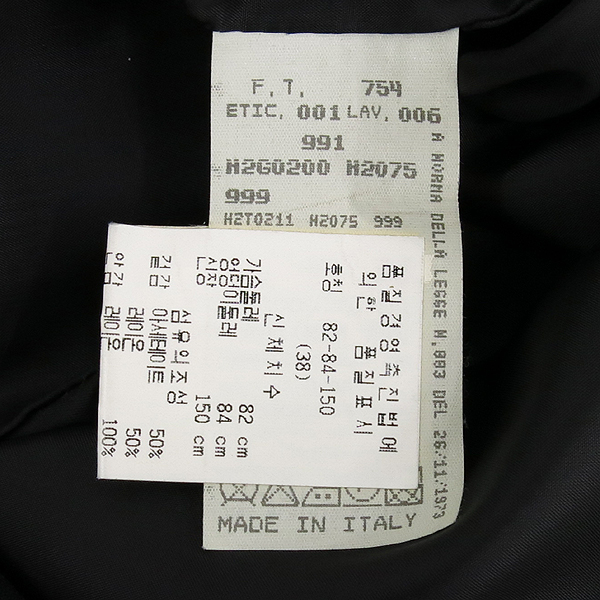 F.T. 754
ETIC. 001 LAV. 006
991
M2G0200 M2075
999
M2T0211 M2075 999
A NORMA DELLA LEGGE N.883 DEL 26/11/1973
품질경영촉진법에
의한 품질표시
호칭 82-84-150
(38)
신체치수
가슴둘레 82 cm
엉덩이둘레 84 cm
신장 150 cm
섬유의조성
겉감 아세테이트 50%
레이온 50%
안감 레이온 100%
MADE IN ITALY